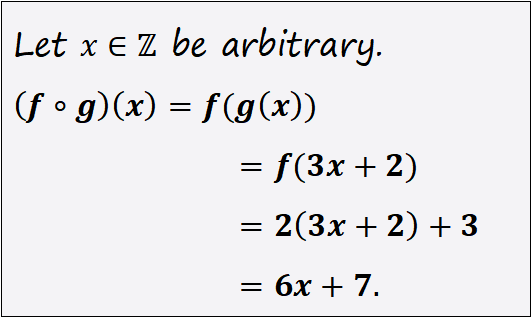 Let x ∈ ℤ be arbitrary.
(f ∘ g)(x) = f(g(x))
= f(3x + 2)
= 2(3x + 2) + 3
= 6x + 7.